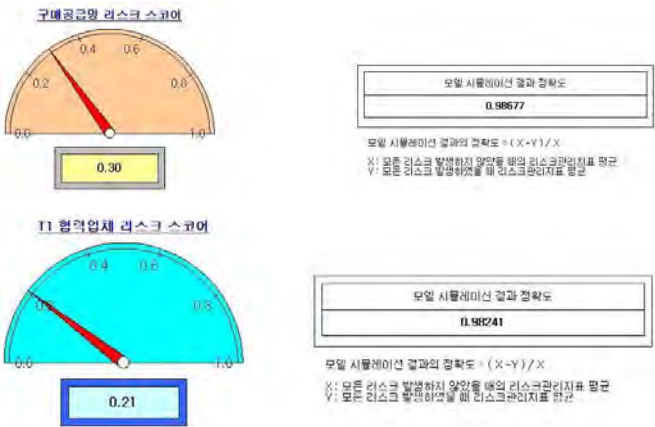 구매공급망 리스크 스코어
0.0 0.2 0.4 0.6 0.8 1.0
0.30
모델 시뮬레이션 결과 정확도
0.98677
모델 시뮬레이션 결과의 정확도 = (X-Y)/X
X: 모든 리스크 발생하지 않았을 때의 리스크관리지표 평균
Y: 모든 리스크 발생하였을 때 리스크관리지표 평균
T1 협력업체 리스크 스코어
0.0 0.2 0.4 0.6 0.8 1.0
0.21
모델 시뮬레이션 결과 정확도
0.98241
모델 시뮬레이션 결과의 정확도 = (X-Y)/X
X: 모든 리스크 발생하지 않았을 때의 리스크관리지표 평균
Y: 모든 리스크 발생하였을 때 리스크관리지표 평균